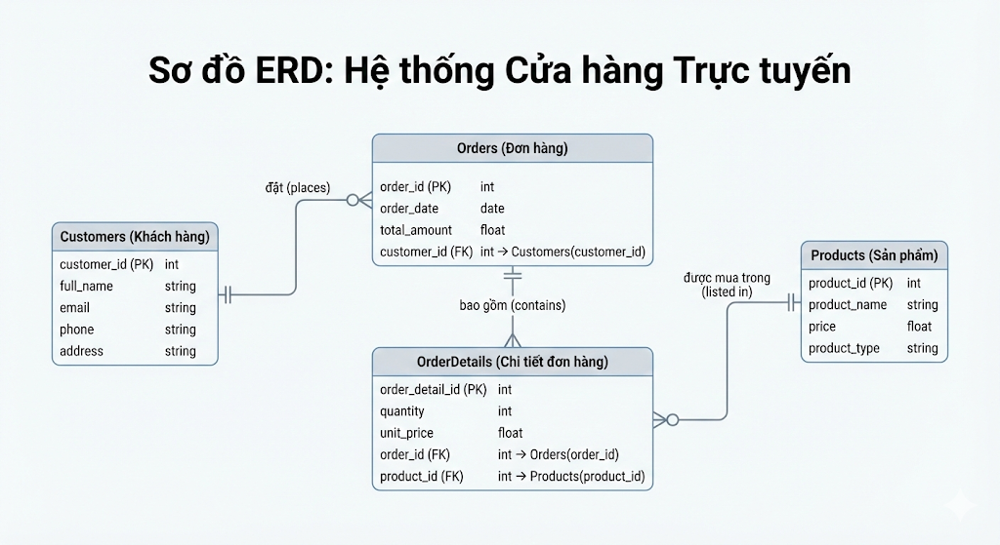 Sơ đồ ERD: Hệ thống Cửa hàng Trực tuyến
Customers (Khách hàng)
customer_id (PK) int
full_name string
email string
phone string
address string
đặt (places)
Orders (Đơn hàng)
order_id (PK) int
order_date date
total_amount float
customer_id (FK) int → Customers(customer_id)
bao gồm (contains)
OrderDetails (Chi tiết đơn hàng)
order_detail_id (PK) int
quantity int
unit_price float
order_id (FK) int → Orders(order_id)
product_id (FK) int → Products(product_id)
được mua trong
(listed in)
Products (Sản phẩm)
product_id (PK) int
product_name string
price float
product_type string